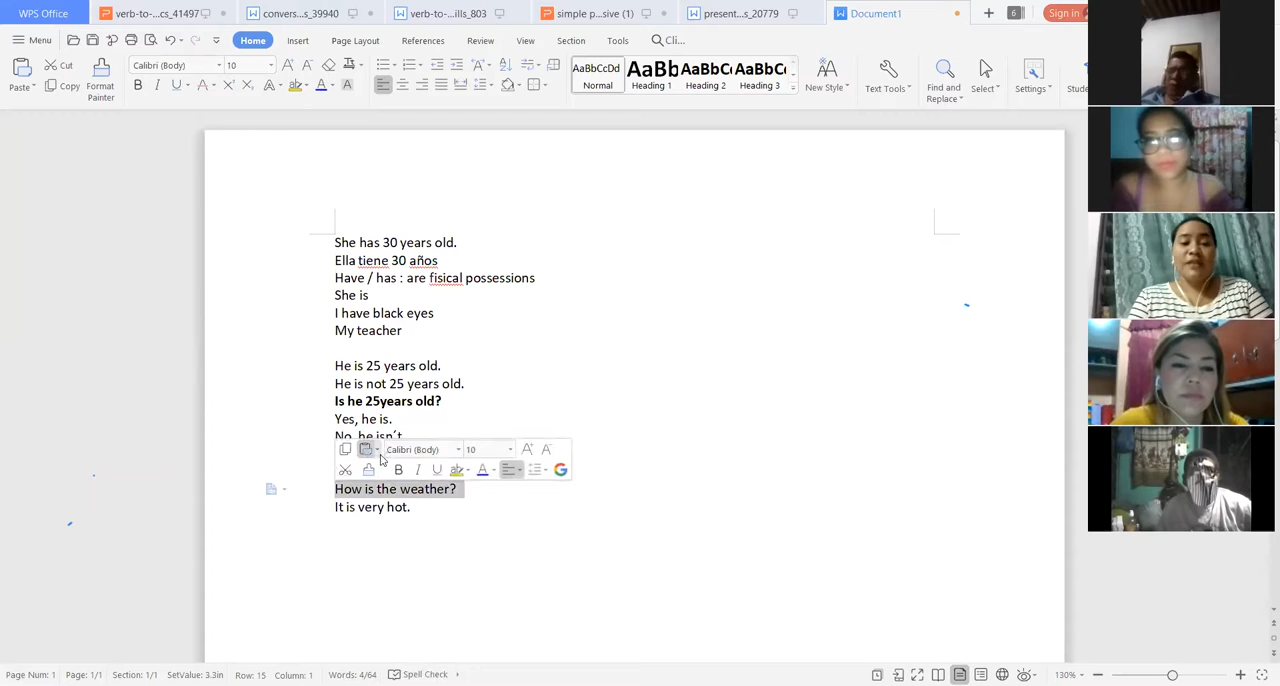 WPS Office verb-to-...cs_41497 convers...s_39940 verb-to-...ills_803 simple p...sive (1) present...s_20779 Document1 6 Sign in
Menu Home Insert Page Layout References Review View Section Tools Cli...
Paste Cut Copy Format Painter Calibri (Body) 10 AaBbCcDd Normal AaBb Heading 1 AaBbC Heading 2 AaBbC Heading 3 New Style Text Tools Find and Replace Select Settings
She has 30 years old.
Ella tiene 30 años
Have / has : are fisical possessions
She is
I have black eyes
My teacher
He is 25 years old.
He is not 25 years old.
Is he 25years old?
Yes, he is.
No, he isn´t
Calibri (Body) 10
How is the weather?
It is very hot.
Page Num: 1 Page: 1/1 Section: 1/1 SetValue: 3.3in Row: 15 Column: 1 Words: 4/64 Spell Check 130%